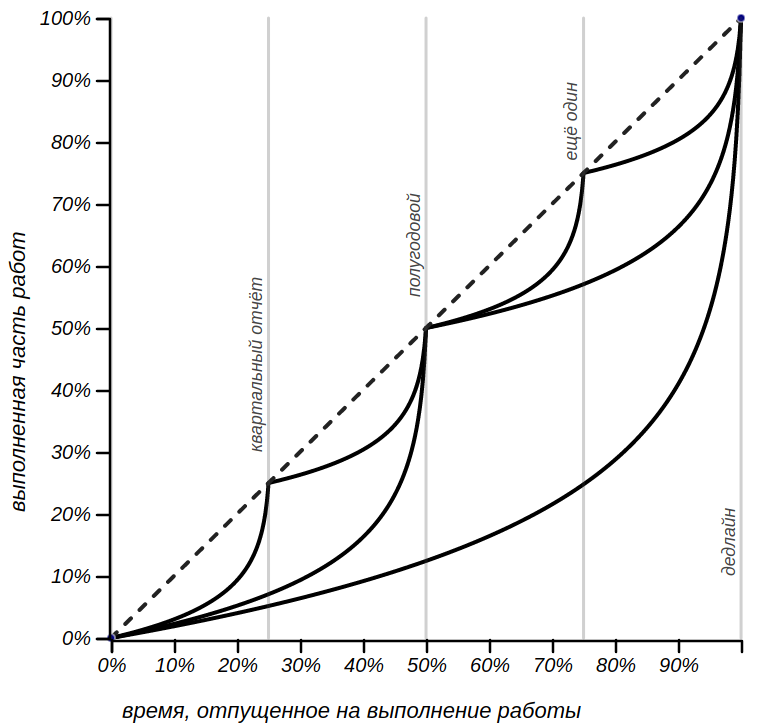 100%
90%
80%
70%
60%
50%
40%
30%
20%
10%
0%
выполненная часть работ
квартальный отчёт
полугодовой
ещё один
дедлайн
0% 10% 20% 30% 40% 50% 60% 70% 80% 90%
время, отпущенное на выполнение работы